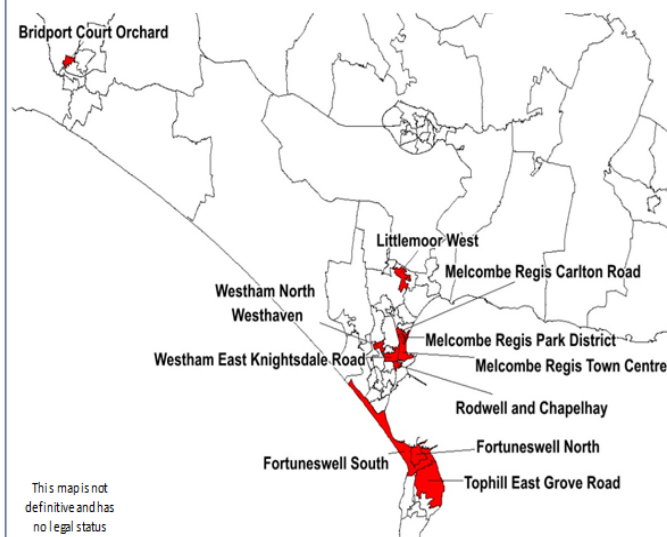 Bridport Court Orchard
Littlemoor West
Melcombe Regis Carlton Road
Westham North
Westhaven
Melcombe Regis Park District
Westham East Knightsdale Road
Melcombe Regis Town Centre
Rodwell and Chapelhay
Fortuneswell North
Fortuneswell South
Tophill East Grove Road
This map is not
definitive and has
no legal status